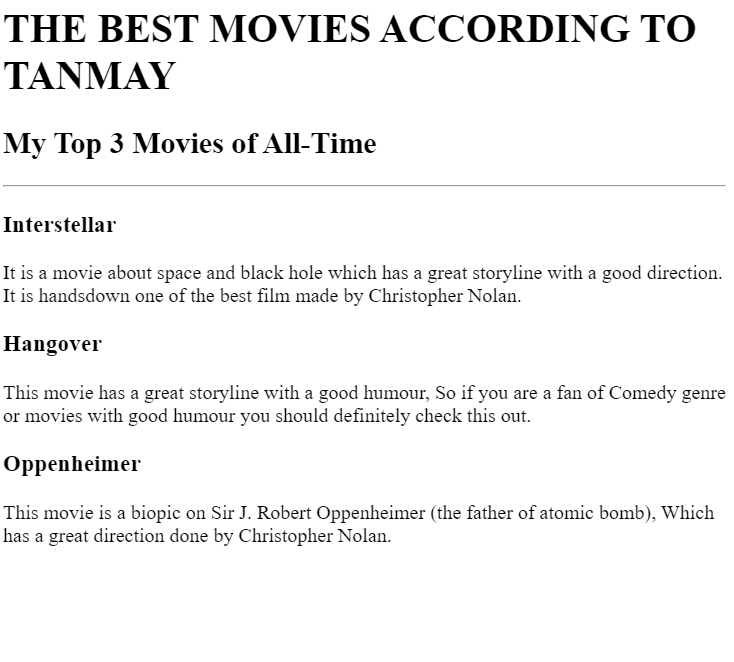 THE BEST MOVIES ACCORDING TO
TANMAY
My Top 3 Movies of All-Time
Interstellar
It is a movie about space and black hole which has a great storyline with a good direction.
It is handsdown one of the best film made by Christopher Nolan.
Hangover
This movie has a great storyline with a good humour, So if you are a fan of Comedy genre
or movies with good humour you should definitely check this out.
Oppenheimer
This movie is a biopic on Sir J. Robert Oppenheimer (the father of atomic bomb), Which
has a great direction done by Christopher Nolan.